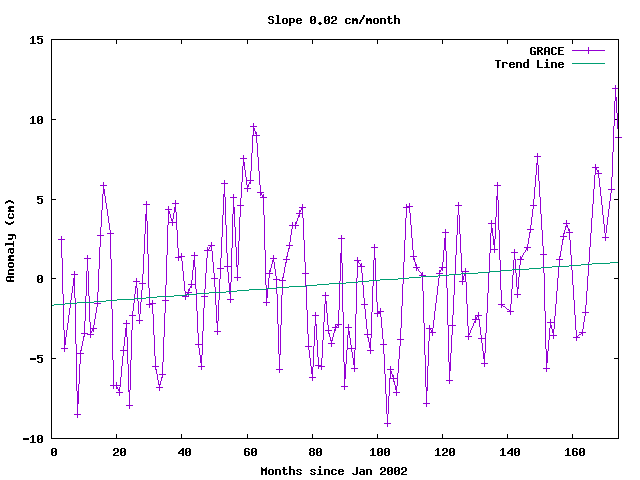 Slope 0.02 cm/month
15
GRACE
Trend Line
10
5
0
-5
-10
Anomaly (cm)
0 20 40 60 80 100 120 140 160
Months since Jan 2002